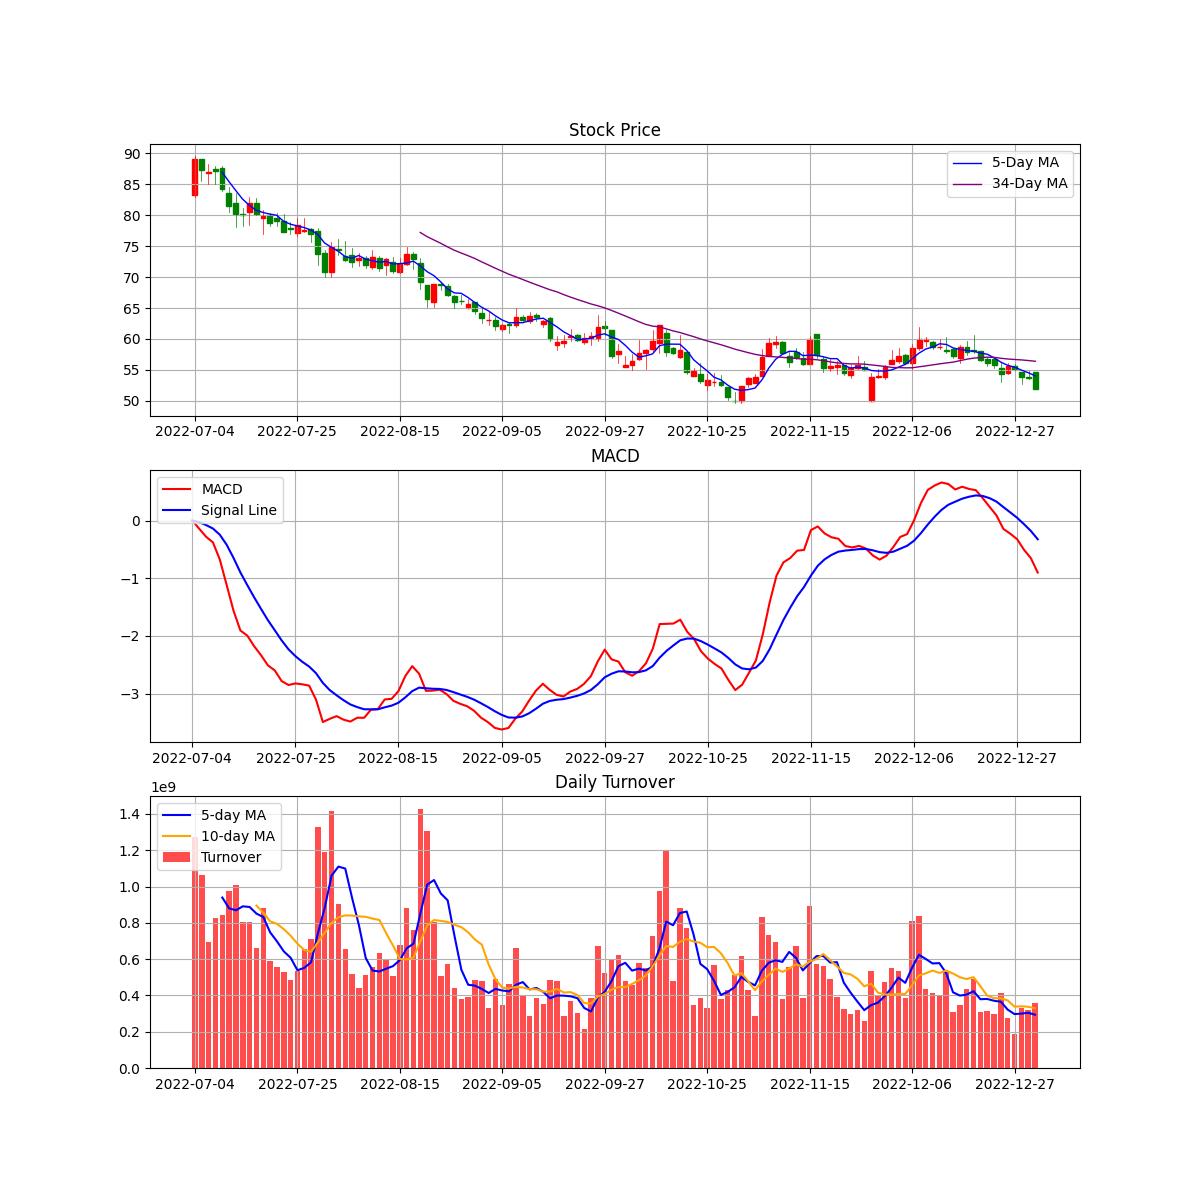 Stock Price
90
85
80
75
70
65
60
55
50
5-Day MA
34-Day MA
2022-07-04 2022-07-25 2022-08-15 2022-09-05 2022-09-27 2022-10-25 2022-11-15 2022-12-06 2022-12-27
MACD
MACD
Signal Line
0
−1
−2
−3
2022-07-04 2022-07-25 2022-08-15 2022-09-05 2022-09-27 2022-10-25 2022-11-15 2022-12-06 2022-12-27
Daily Turnover
1e9
5-day MA
10-day MA
Turnover
1.4
1.2
1.0
0.8
0.6
0.4
0.2
0.0
2022-07-04 2022-07-25 2022-08-15 2022-09-05 2022-09-27 2022-10-25 2022-11-15 2022-12-06 2022-12-27